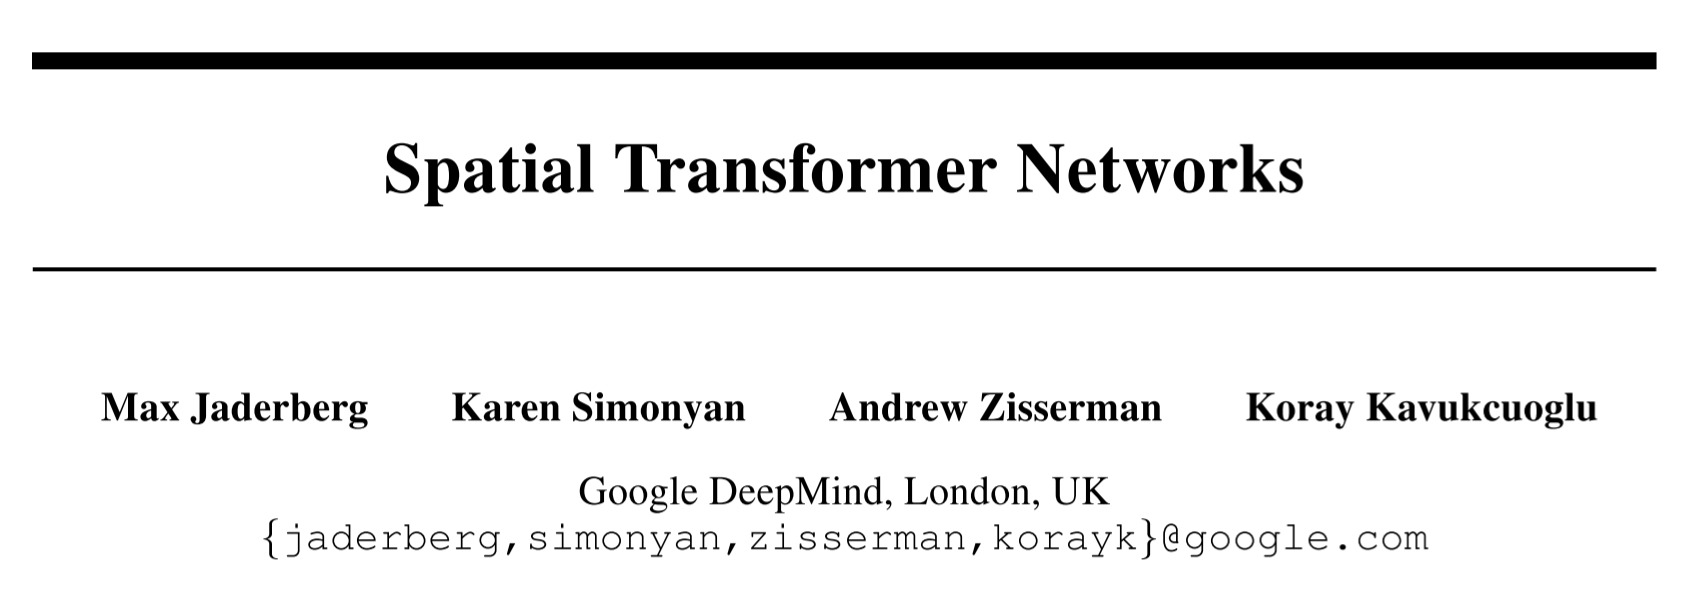 Spatial Transformer Networks
Max Jaderberg Karen Simonyan Andrew Zisserman Koray Kavukcuoglu
Google DeepMind, London, UK
{jaderberg,simonyan,zisserman,korayk}@google.com